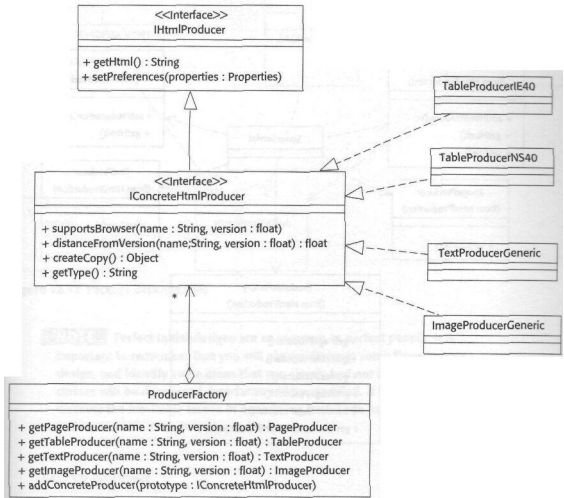 <<Interface>>
IHtmlProducer
+ getHtml() : String
+ setPreferences(properties : Properties)
TableProducerIE40
TableProducerNS40
<<Interface>>
IConcreteHtmlProducer
+ supportsBrowser(name : String, version : float)
+ distanceFromVersion(name;String, version : float) : float
+ createCopy() : Object
+ getType() : String
TextProducerGeneric
ImageProducerGeneric
*
ProducerFactory
+ getPageProducer(name : String, version : float) : PageProducer
+ getTableProducer(name : String, version : float) : TableProducer
+ getTextProducer(name : String, version : float) : TextProducer
+ getImageProducer(name : String, version : float) : ImageProducer
+ addConcreteProducer(prototype : IConcreteHtmlProducer)